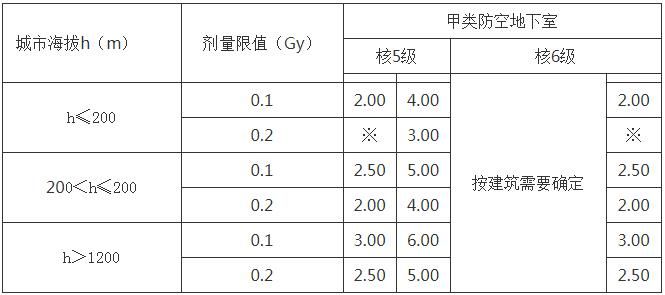 城市海拔h（m） 剂量限值（Gy） 甲类防空地下室
核5级 核6级
h≤200 0.1 2.00 4.00 按建筑需要确定 2.00
0.2 ※ 3.00 ※
200<h≤200 0.1 2.50 5.00 2.50
0.2 2.00 4.00 2.00
h>1200 0.1 3.00 6.00 3.00
0.2 2.50 5.00 2.50